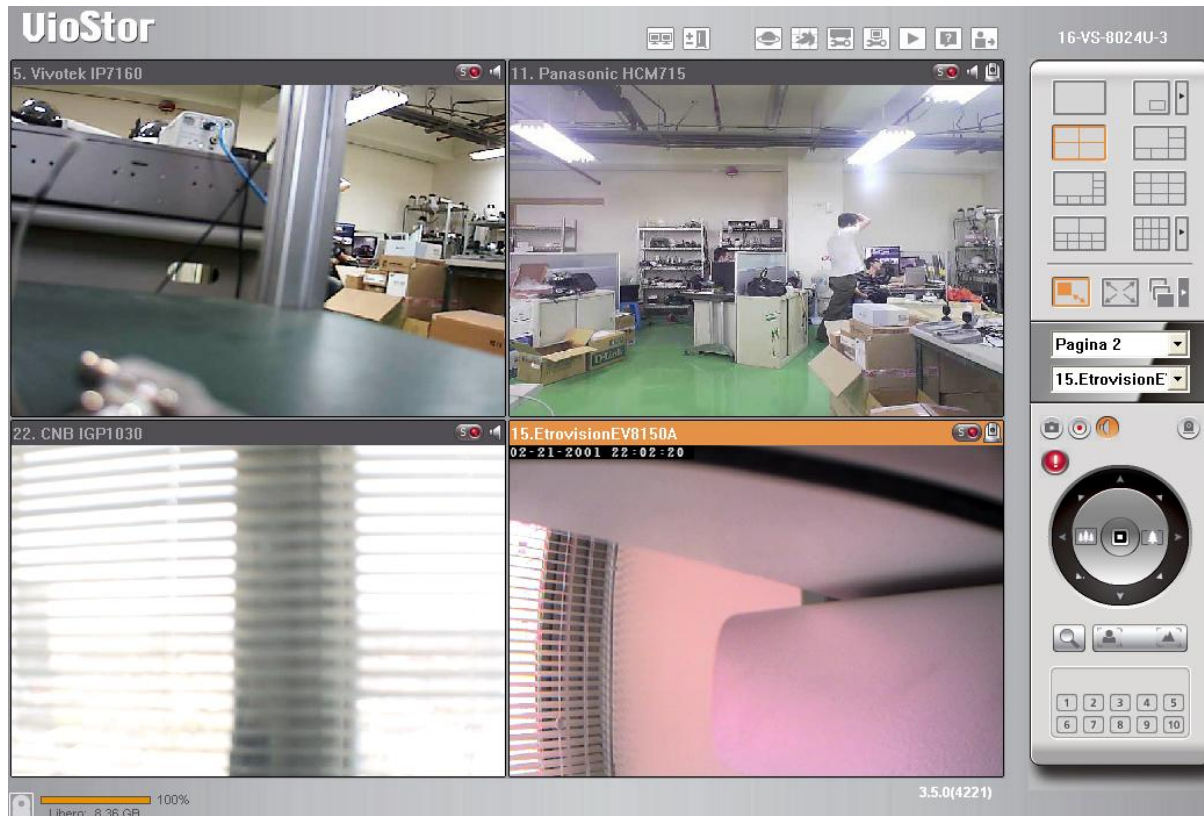 VioStor
16-VS-8024U-3
5. Vivotek IP7160
S
11. Panasonic HCM715
S
22. CNB IGP1030
S
15.EtrovisionEV8150A
S
02-21-2001 22:02:20
D-Link
Pagina 2
15.EtrovisionE
1 2 3 4 5
6 7 8 9 10
3.5.0(4221)
100%
Libero: 8.36 GB